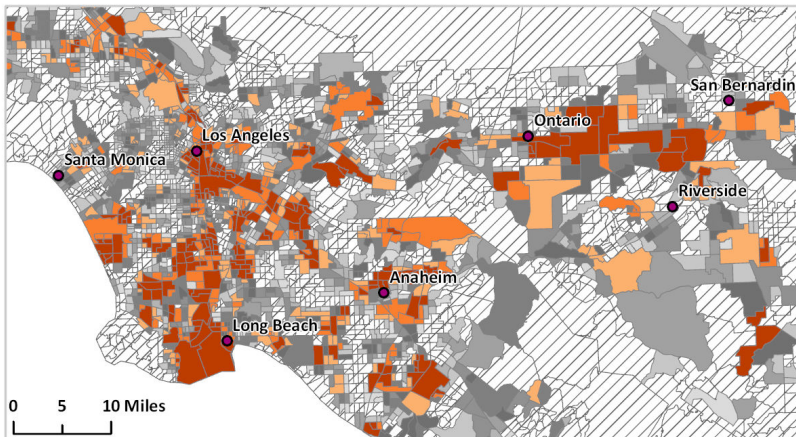 San Bernardin
Ontario
Los Angeles
Santa Monica
Riverside
Anaheim
Long Beach
0 5 10 Miles